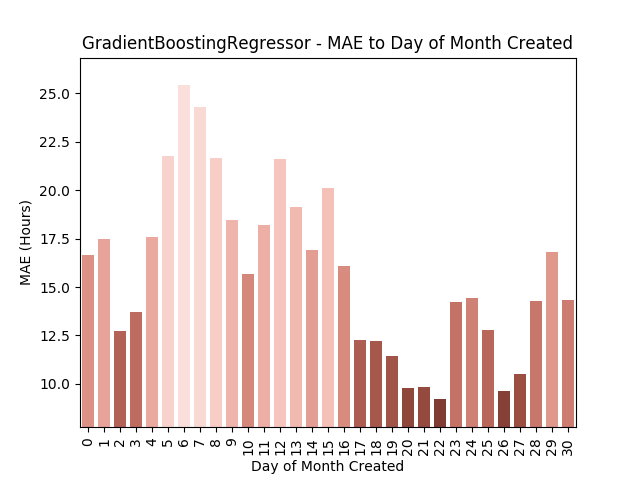 GradientBoostingRegressor - MAE to Day of Month Created
MAE (Hours)
25.0
22.5
20.0
17.5
15.0
12.5
10.0
0 1 2 3 4 5 6 7 8 9 10 11 12 13 14 15 16 17 18 19 20 21 22 23 24 25 26 27 28 29 30
Day of Month Created